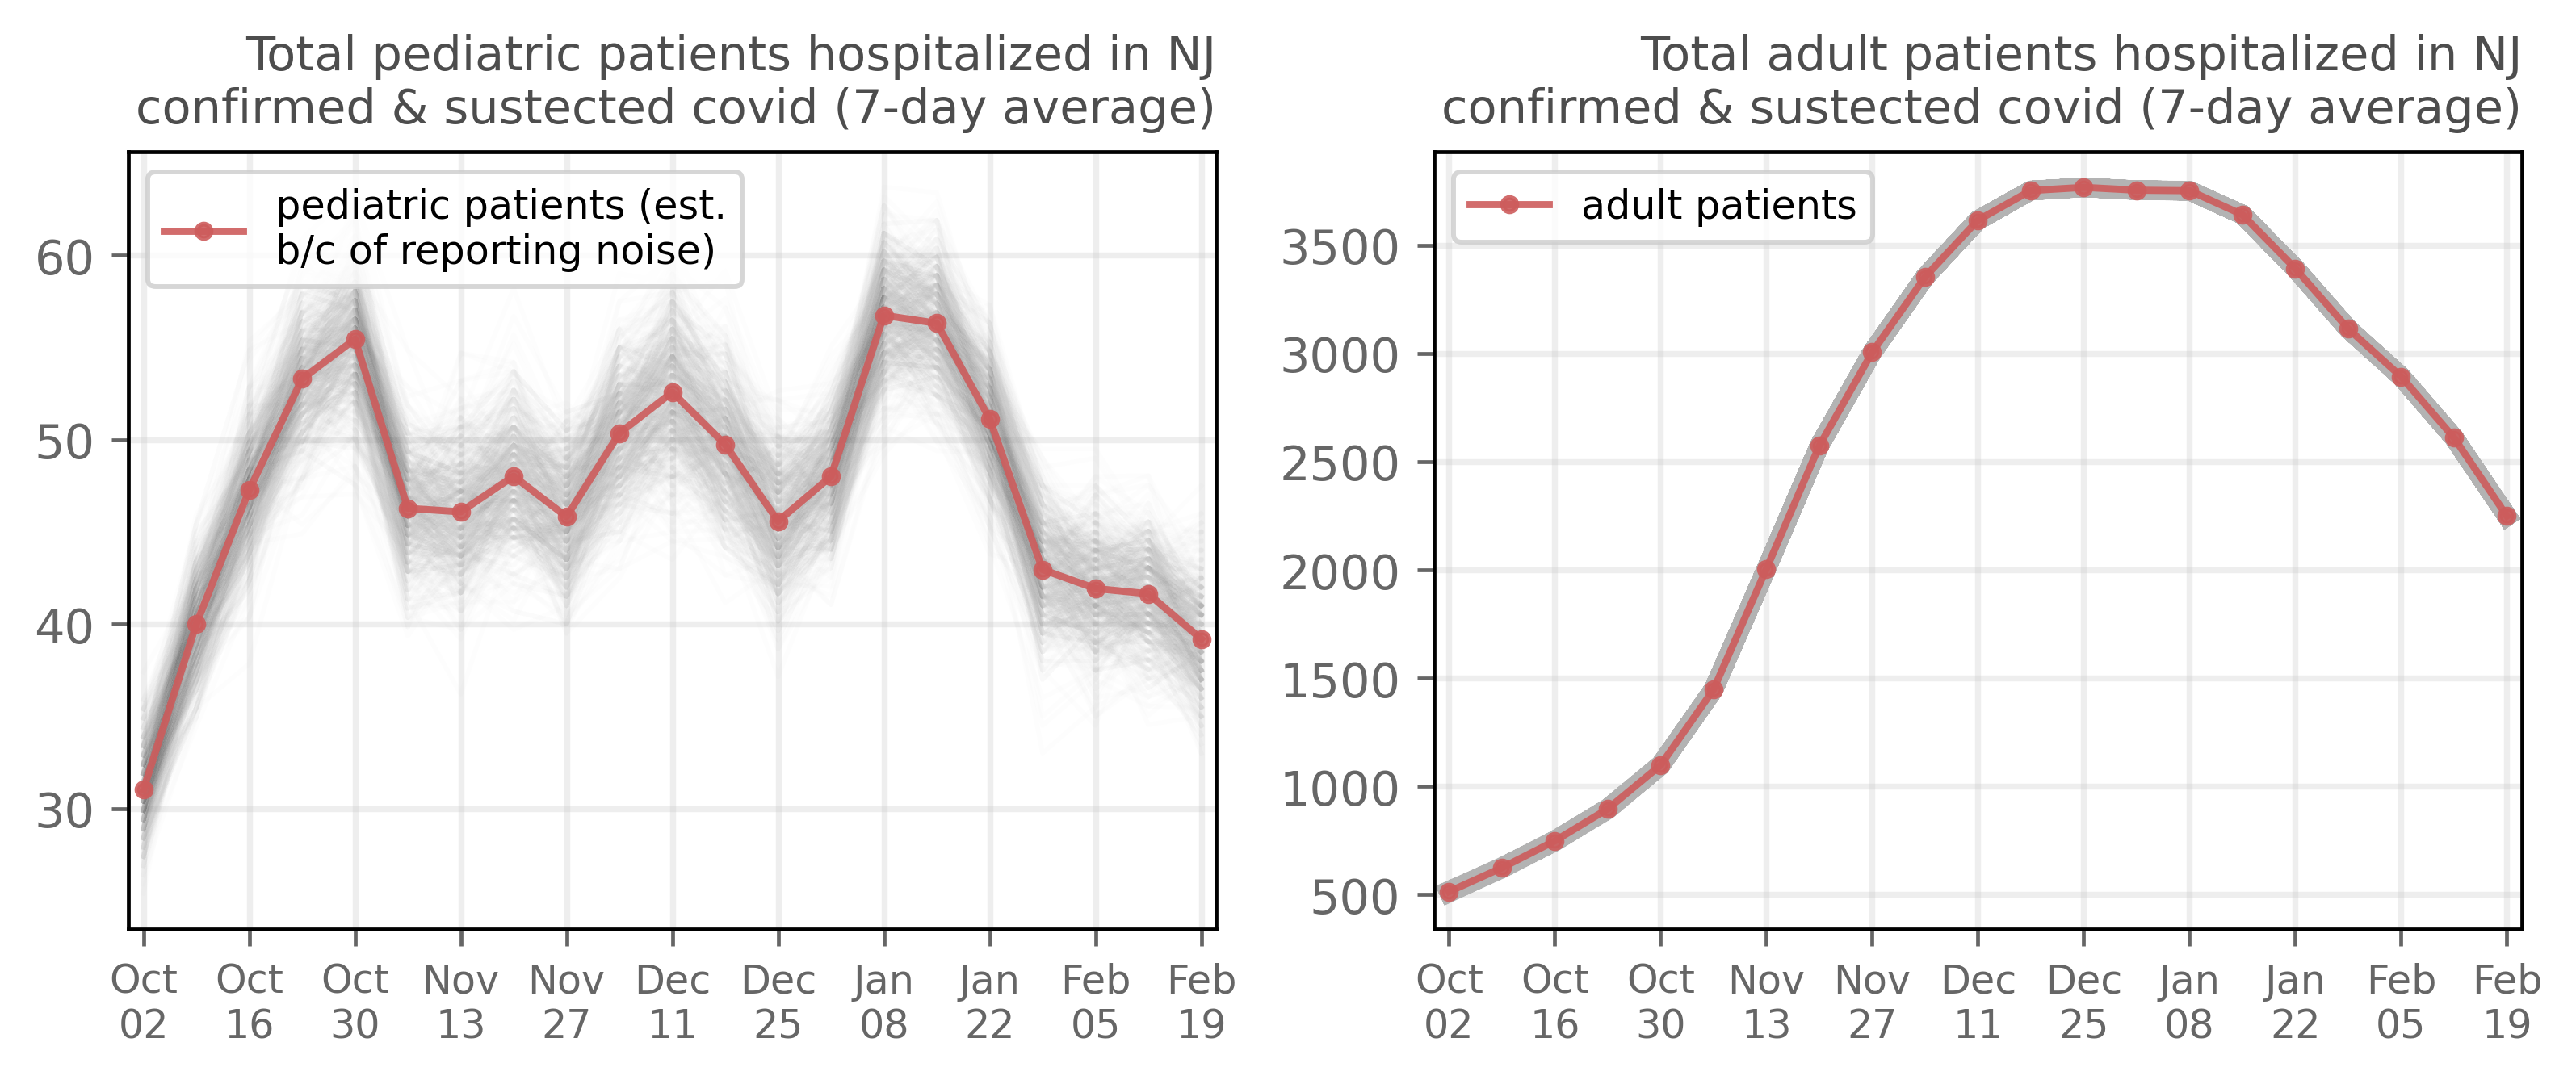 Total pediatric patients hospitalized in NJ
confirmed & sustected covid (7-day average)
pediatric patients (est.
b/c of reporting noise)
60
50
40
30
Oct Oct Oct Nov Nov Dec Dec Jan Jan Feb Feb
02 16 30 13 27 11 25 08 22 05 19
Total adult patients hospitalized in NJ
confirmed & sustected covid (7-day average)
adult patients
3500
3000
2500
2000
1500
1000
500
Oct Oct Oct Nov Nov Dec Dec Jan Jan Feb Feb
02 16 30 13 27 11 25 08 22 05 19